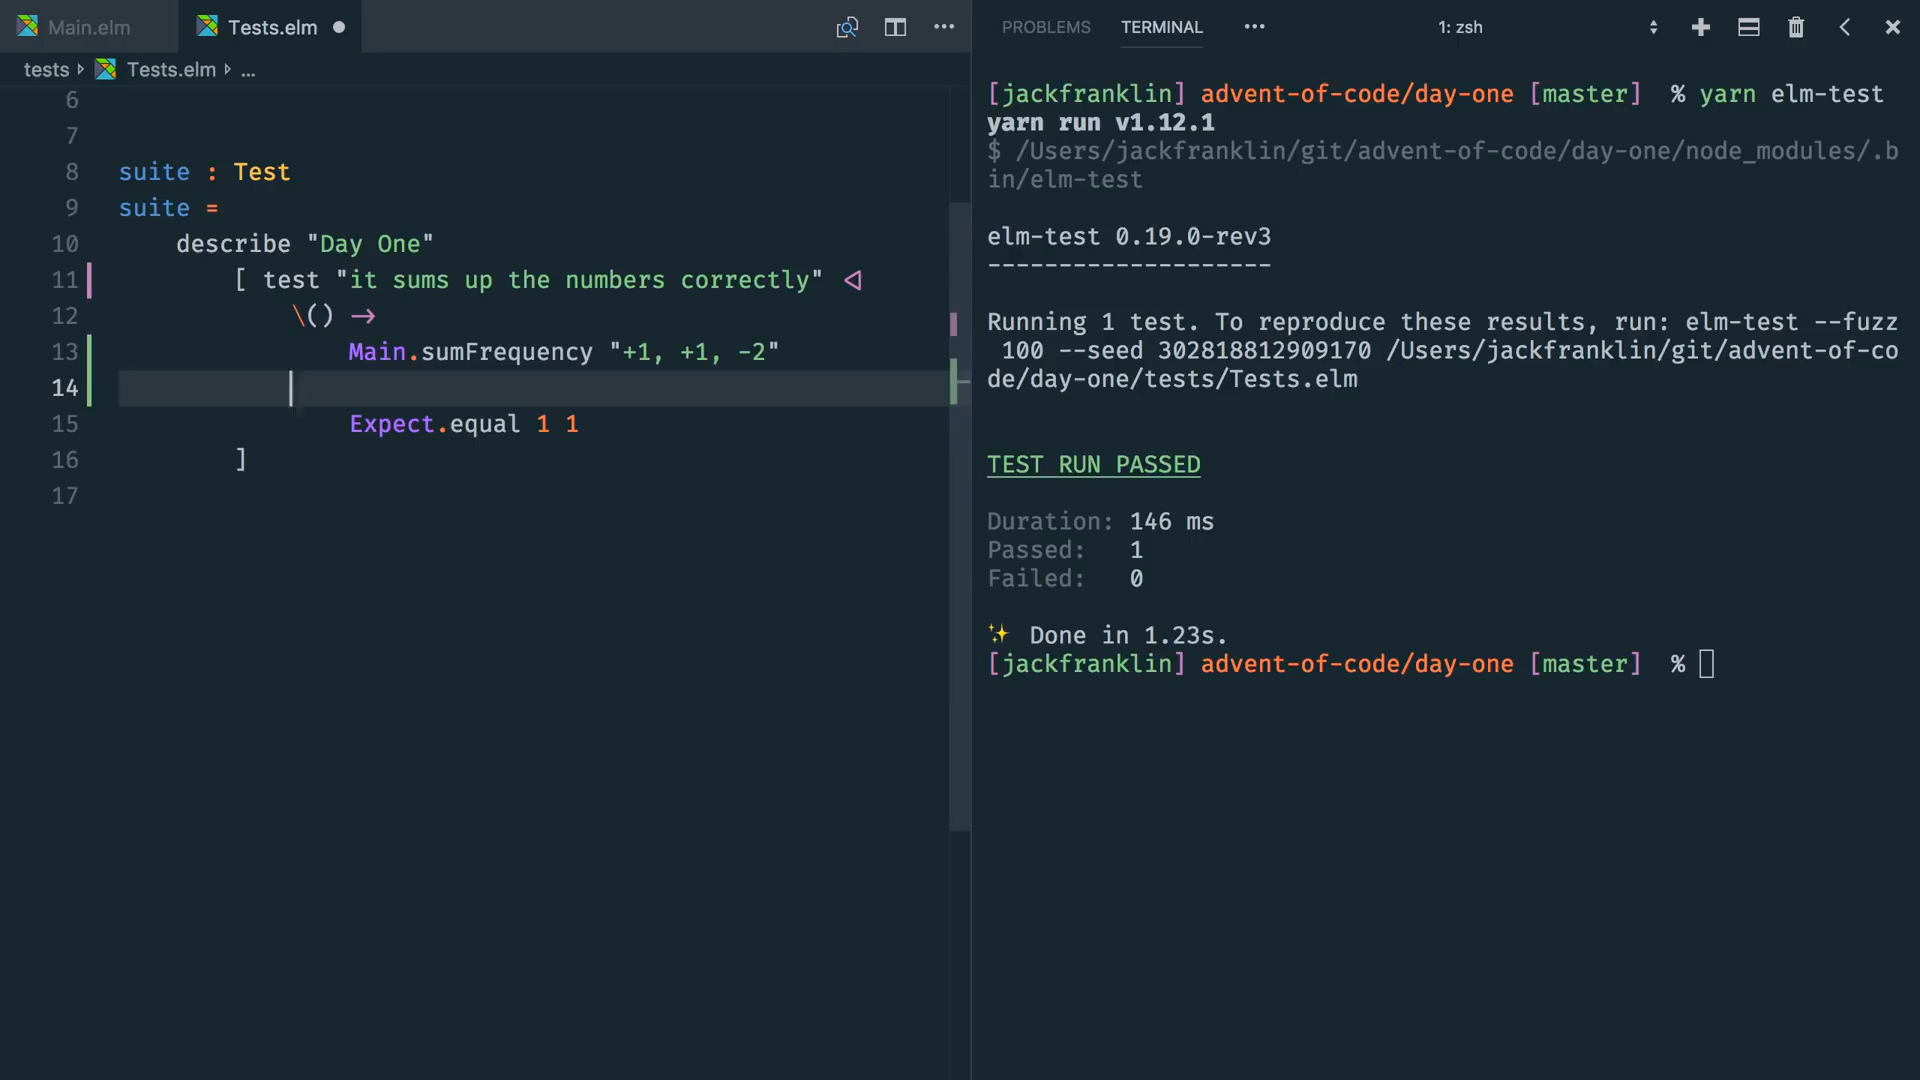 Main.elm
Tests.elm ●
tests ▸ Tests.elm ▸ ...
6
7
8 suite : Test
9 suite =
10 describe "Day One"
11 [ test "it sums up the numbers correctly" <|
12 \() ->
13 Main.sumFrequency "+1, +1, -2"
14
15 Expect.equal 1 1
16 ]
17
PROBLEMS TERMINAL ••• 1: zsh
[jackfranklin] advent-of-code/day-one [master] % yarn elm-test
yarn run v1.12.1
$ /Users/jackfranklin/git/advent-of-code/day-one/node_modules/.b
in/elm-test
elm-test 0.19.0-rev3
--------------------
Running 1 test. To reproduce these results, run: elm-test --fuzz
100 --seed 302818812909170 /Users/jackfranklin/git/advent-of-co
de/day-one/tests/Tests.elm
TEST RUN PASSED
Duration: 146 ms
Passed: 1
Failed: 0
✨ Done in 1.23s.
[jackfranklin] advent-of-code/day-one [master] %